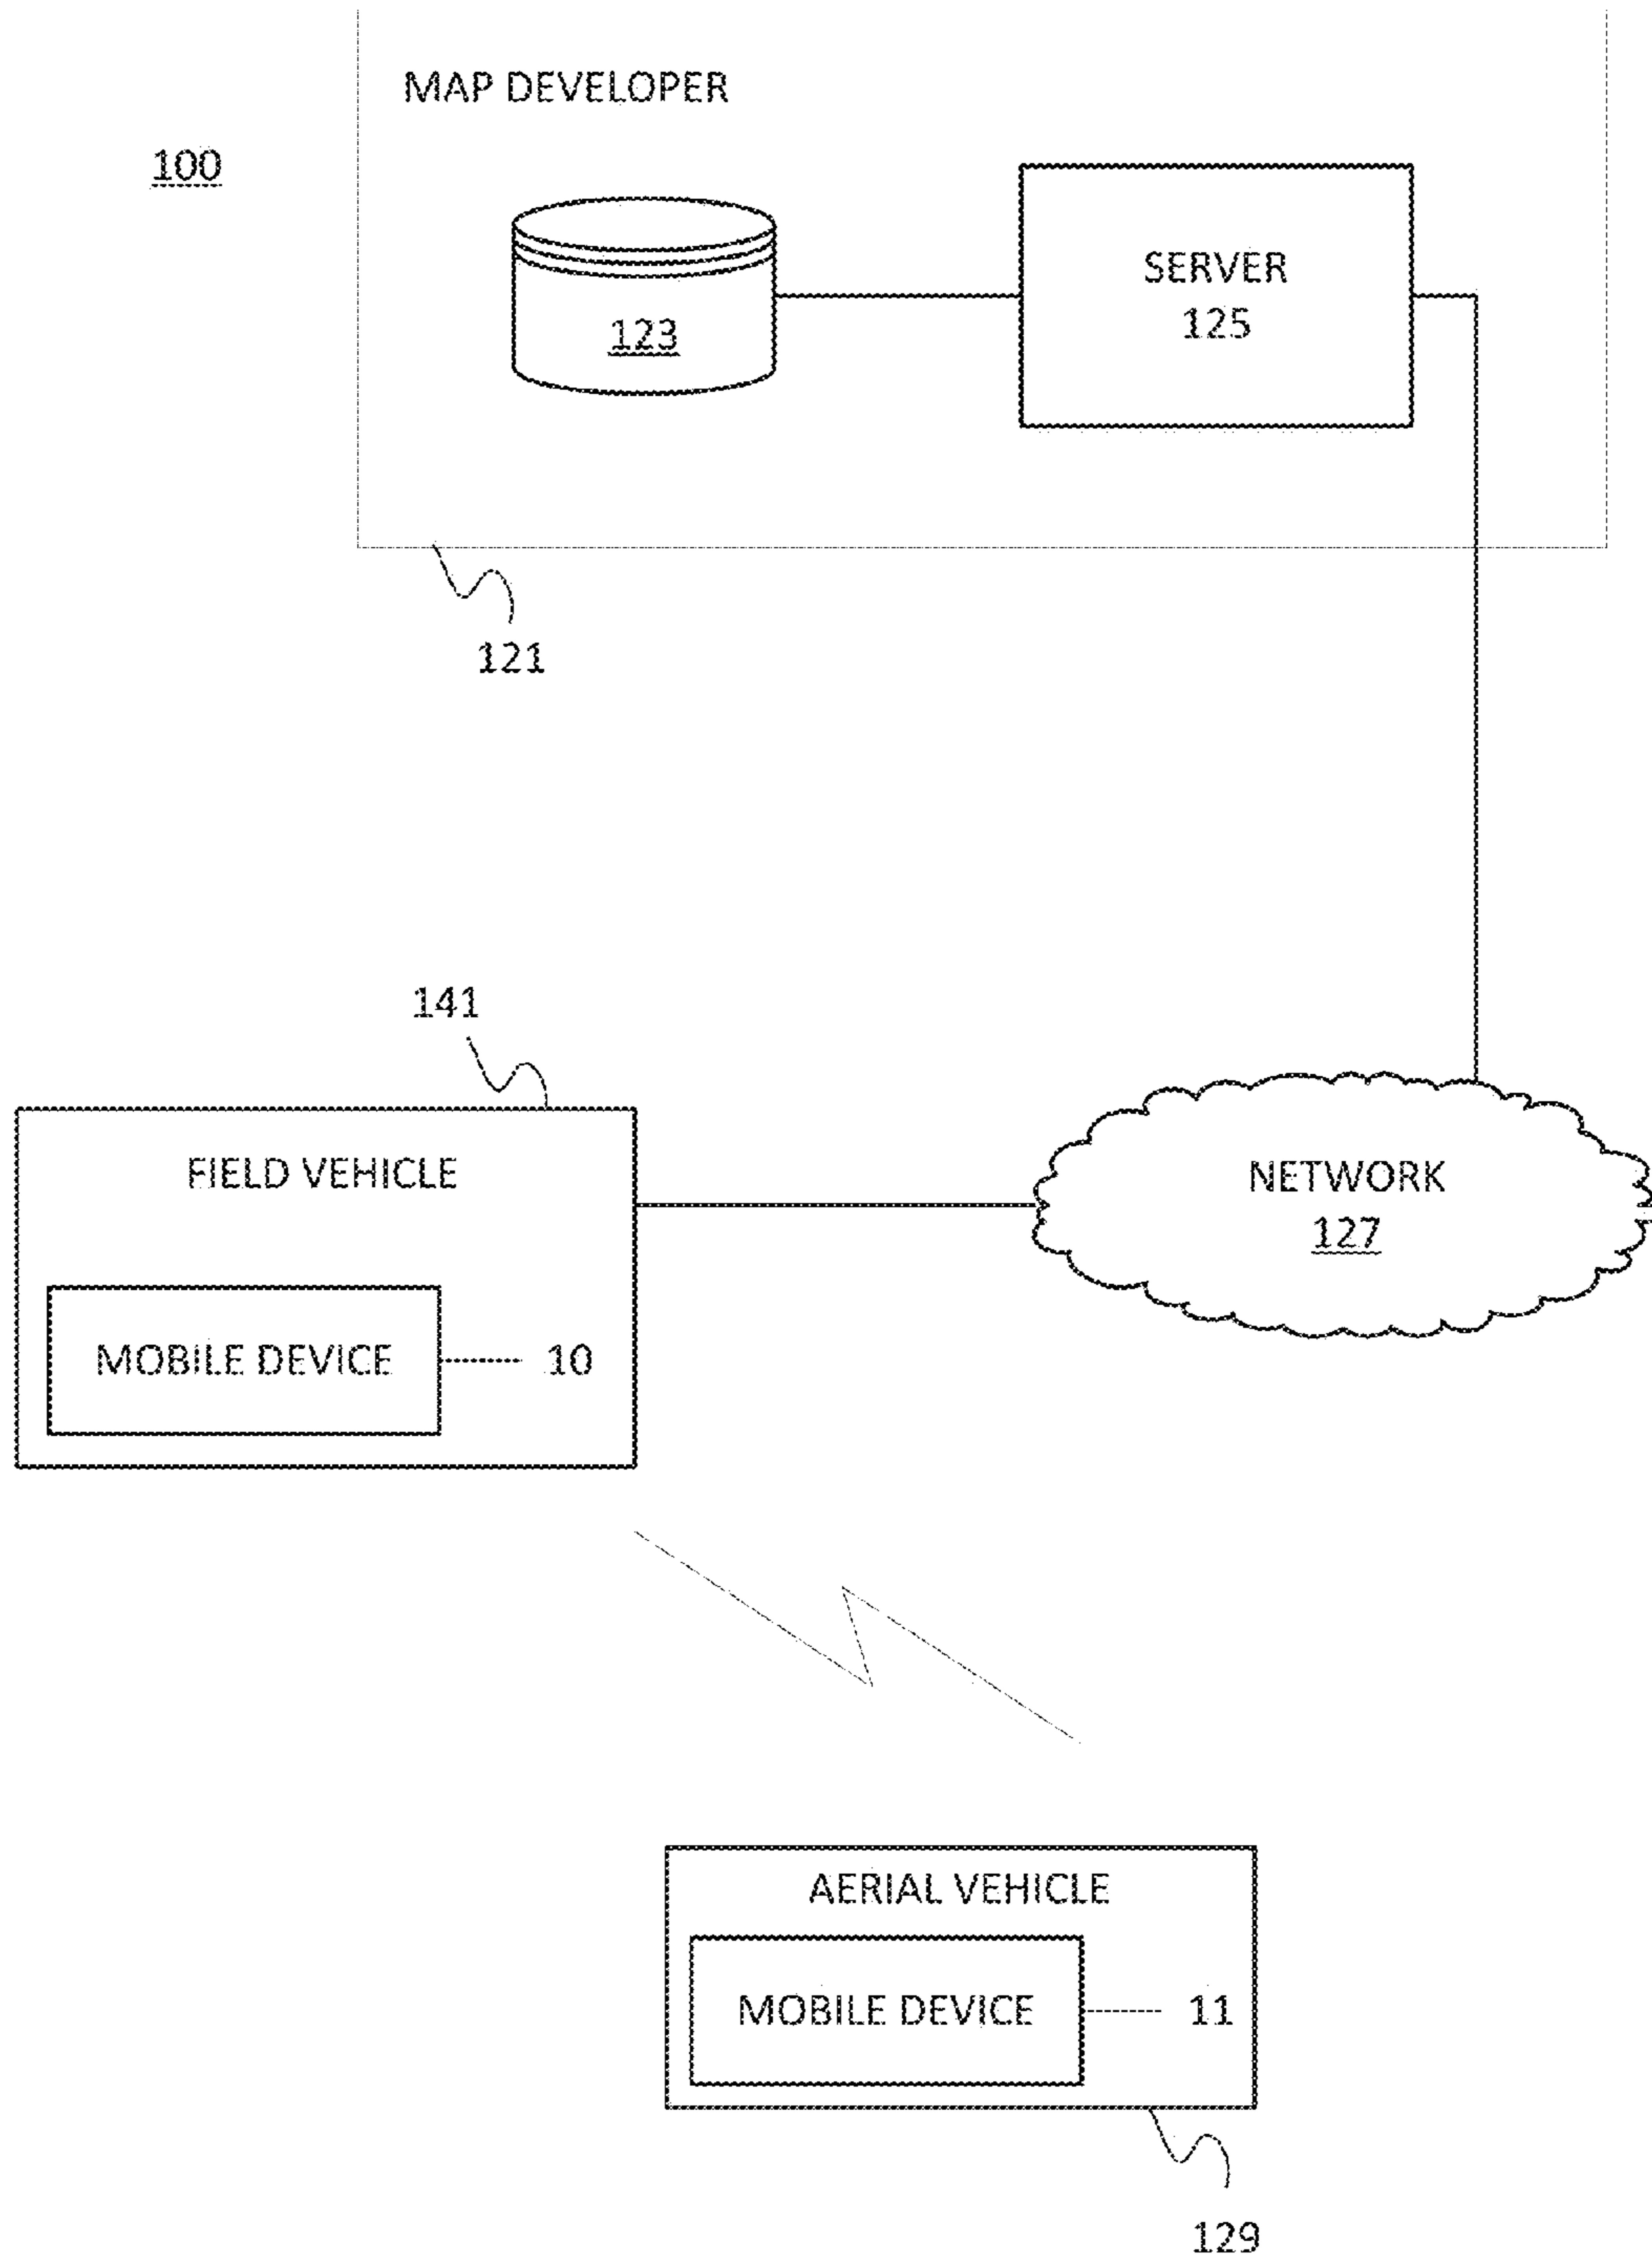 MAP DEVELOPER
100
SERVER
125
123
121
141
FIELD VEHICLE
NETWORK
127
MOBILE DEVICE
10
AERIAL VEHICLE
MOBILE DEVICE
11
129